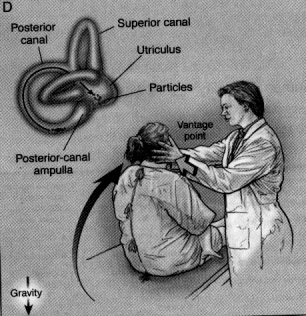 D
Superior canal
Posterior
canal
Utriculus
Particles
Vantage
point
Posterior-canal
ampulla
Gravity